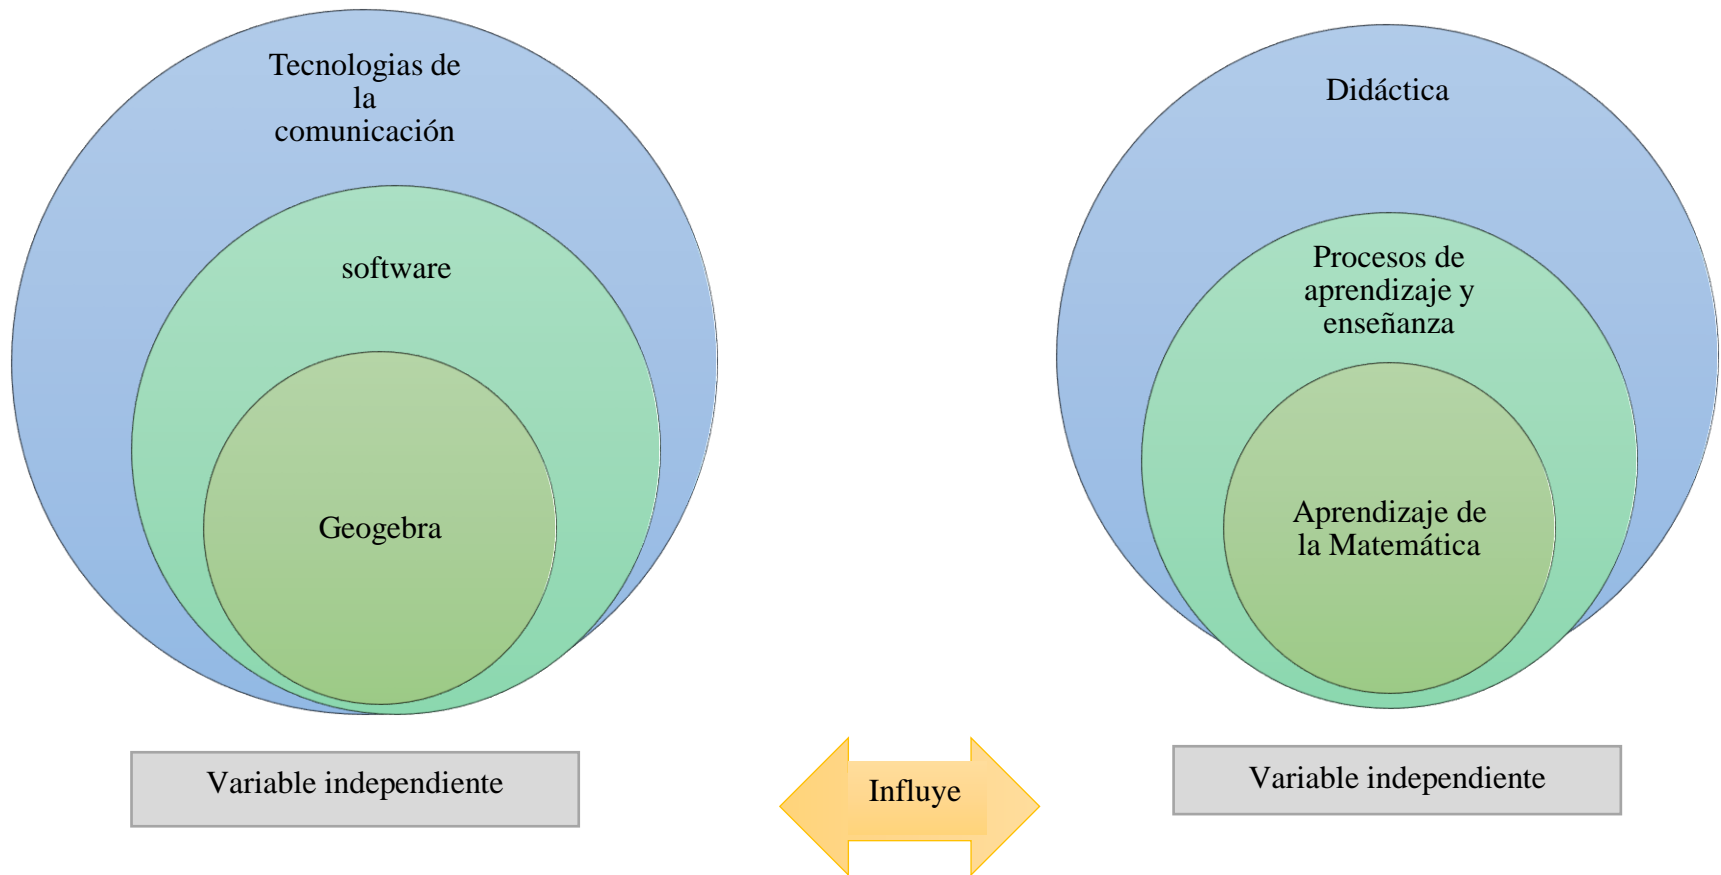 Tecnologias de
la
comunicación
software
Geogebra
Variable independiente
Influye
Didáctica
Procesos de
aprendizaje y
enseñanza
Aprendizaje de
la Matemática
Variable independiente